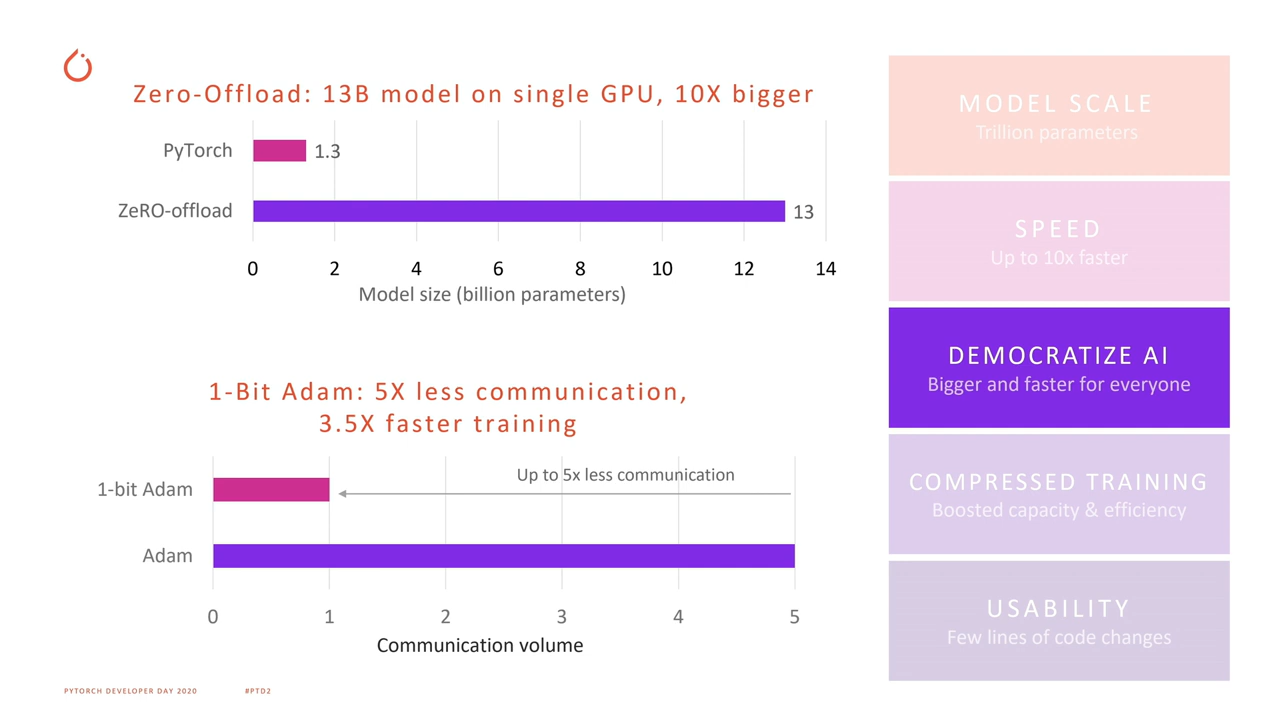 Zero-Offload: 13B model on single GPU, 10X bigger
PyTorch
1.3
ZeRO-offload
13
0 2 4 6 8 10 12 14
Model size (billion parameters)
1-Bit Adam: 5X less communication,
3.5X faster training
Up to 5x less communication
1-bit Adam
Adam
0 1 2 3 4 5
Communication volume
MODEL SCALE
Trillion parameters
SPEED
Up to 10x faster
DEMOCRATIZE AI
Bigger and faster for everyone
COMPRESSED TRAINING
Boosted capacity & efficiency
USABILITY
Few lines of code changes
PYTORCH DEVELOPER DAY 2020 #PTD2